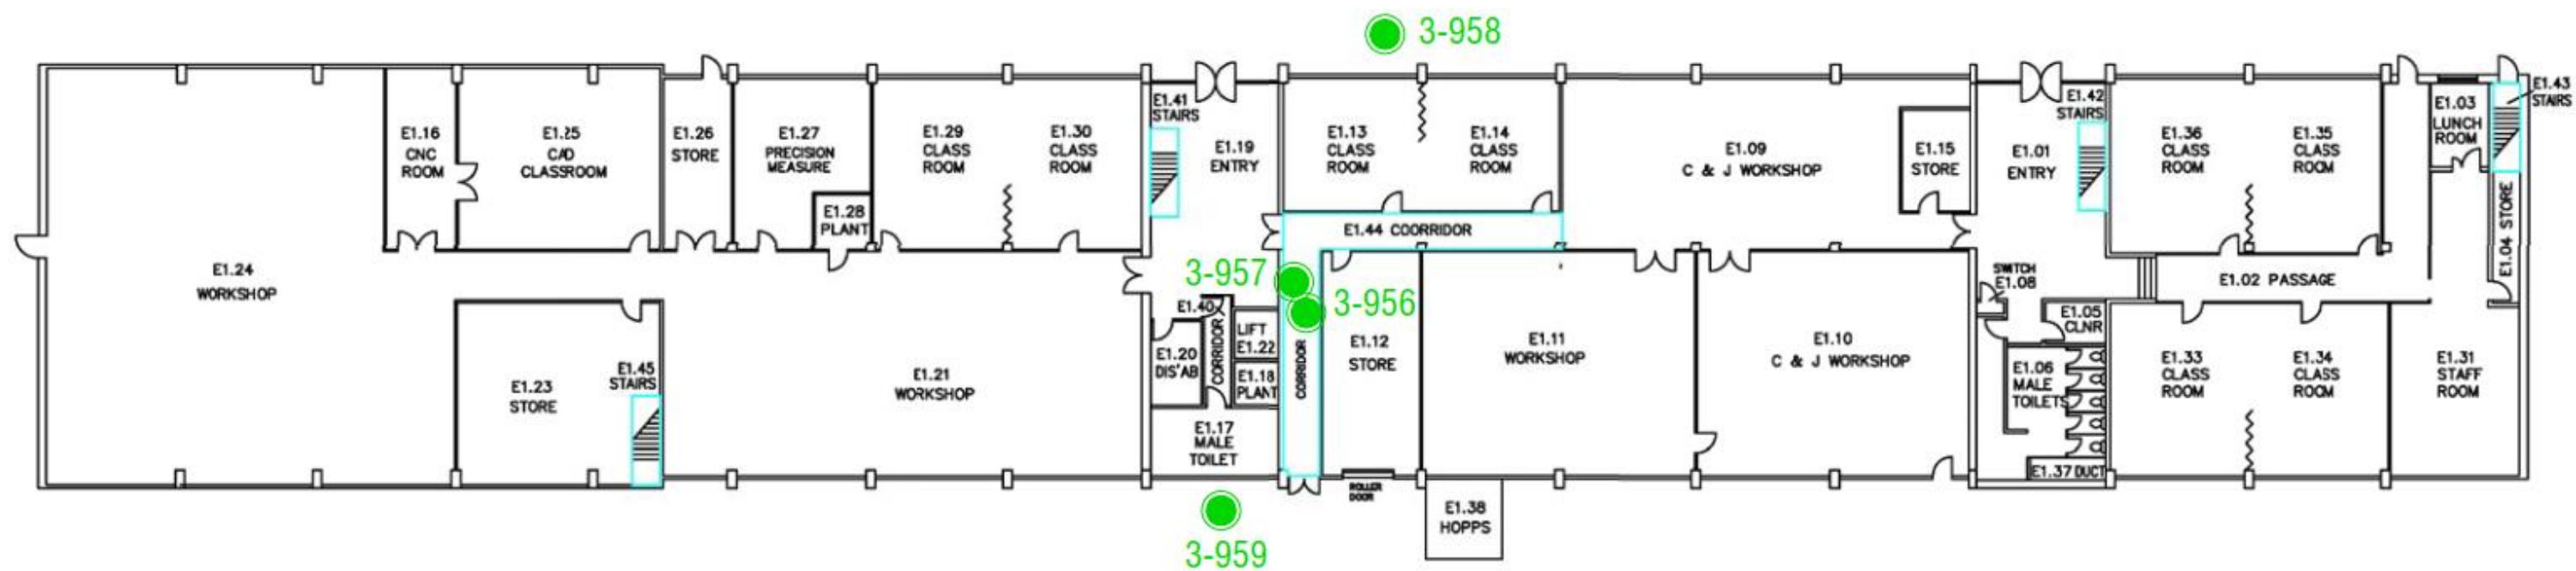 3-958
E1.16
CNC
ROOM
E1.25
CAD
CLASSROOM
E1.26
STORE
E1.27
PRECISION
MEASURE
E1.28
PLANT
E1.29
CLASS
ROOM
E1.30
CLASS
ROOM
E1.41
STAIRS
E1.19
ENTRY
E1.13
CLASS
ROOM
E1.14
CLASS
ROOM
E1.09
C & J WORKSHOP
E1.15
STORE
E1.01
ENTRY
E1.42
STAIRS
E1.36
CLASS
ROOM
E1.35
CLASS
ROOM
E1.03
LUNCH
ROOM
E1.43
STAIRS
E1.04 STORE
E1.44 COORRIDOR
E1.24
WORKSHOP
3-957
3-956
SWITCH
E1.08
E1.02 PASSAGE
E1.40
CORRIDOR
LIFT
E1.22
E1.20
DIS'AB
E1.18
PLANT
CORRIDOR
E1.12
STORE
E1.11
WORKSHOP
E1.10
C & J WORKSHOP
E1.05
CLNR
E1.06
MALE
TOILETS
E1.33
CLASS
ROOM
E1.34
CLASS
ROOM
E1.31
STAFF
ROOM
E1.23
STORE
E1.45
STAIRS
E1.21
WORKSHOP
E1.17
MALE
TOILET
E1.37 DUCT
ROLLER
DOOR
E1.38
HOPPS
3-959